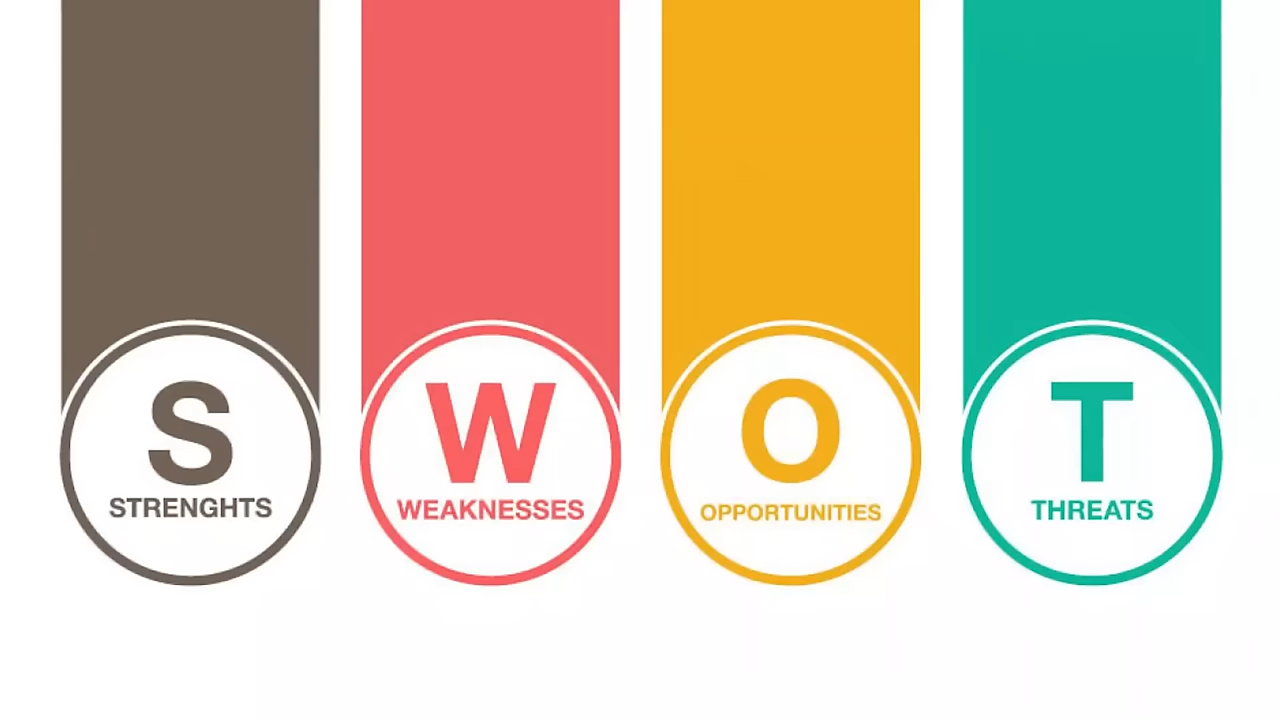 S
STRENGHTS
W
WEAKNESSES
O
OPPORTUNITIES
T
THREATS